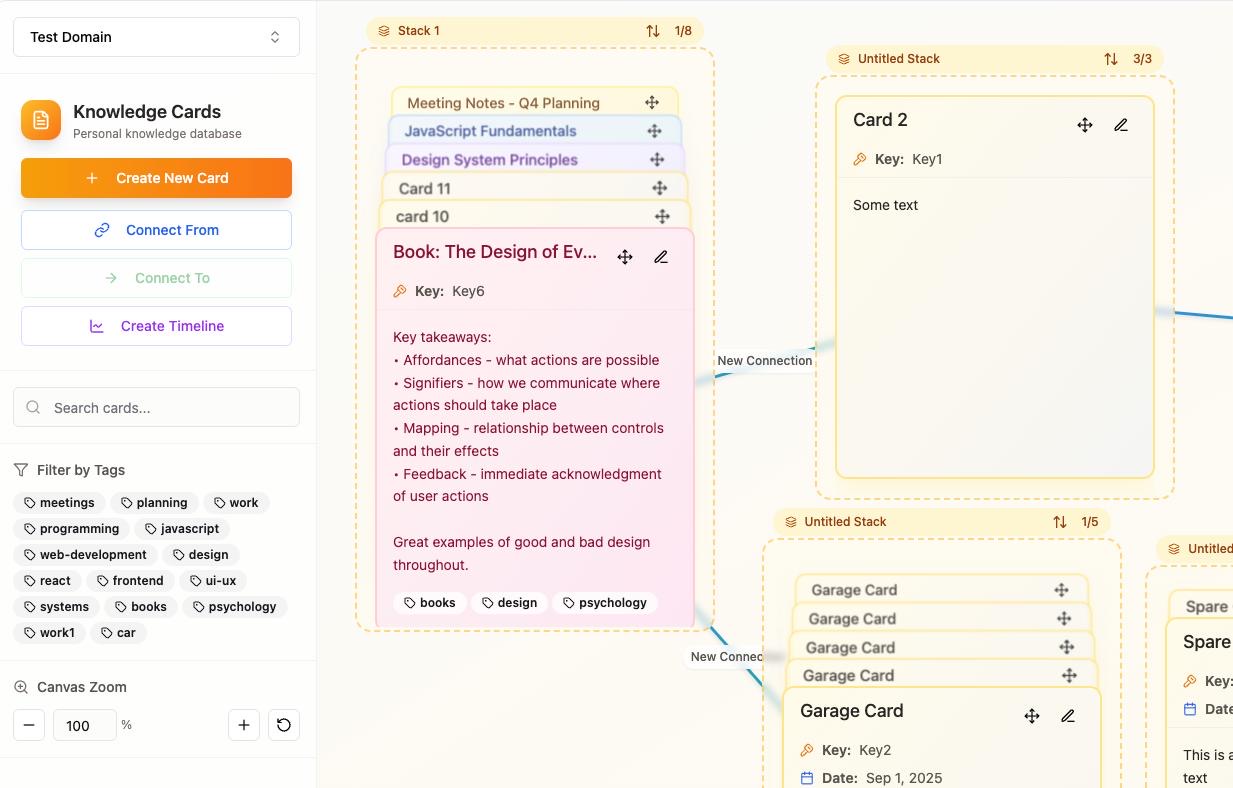 Test Domain
Knowledge Cards
Personal knowledge database
Create New Card
Connect From
Connect To
Create Timeline
Search cards...
Filter by Tags
meetings planning work
programming javascript
web-development design
react frontend ui-ux
systems books psychology
work1 car
Canvas Zoom
100 %
Stack 1 1/8
Meeting Notes - Q4 Planning
JavaScript Fundamentals
Design System Principles
Card 11
card 10
Book: The Design of Ev...
Key: Key6
Key takeaways:
• Affordances - what actions are possible
• Signifiers - how we communicate where
actions should take place
• Mapping - relationship between controls
and their effects
• Feedback - immediate acknowledgment
of user actions
Great examples of good and bad design
throughout.
books design psychology
New Connection
New Connec
Untitled Stack 3/3
Card 2
Key: Key1
Some text
Untitled Stack 1/5
Garage Card
Garage Card
Garage Card
Garage Card
Garage Card
Key: Key2
Date: Sep 1, 2025
Untitled
Spare
Spare
Key:
Date
This is a
text